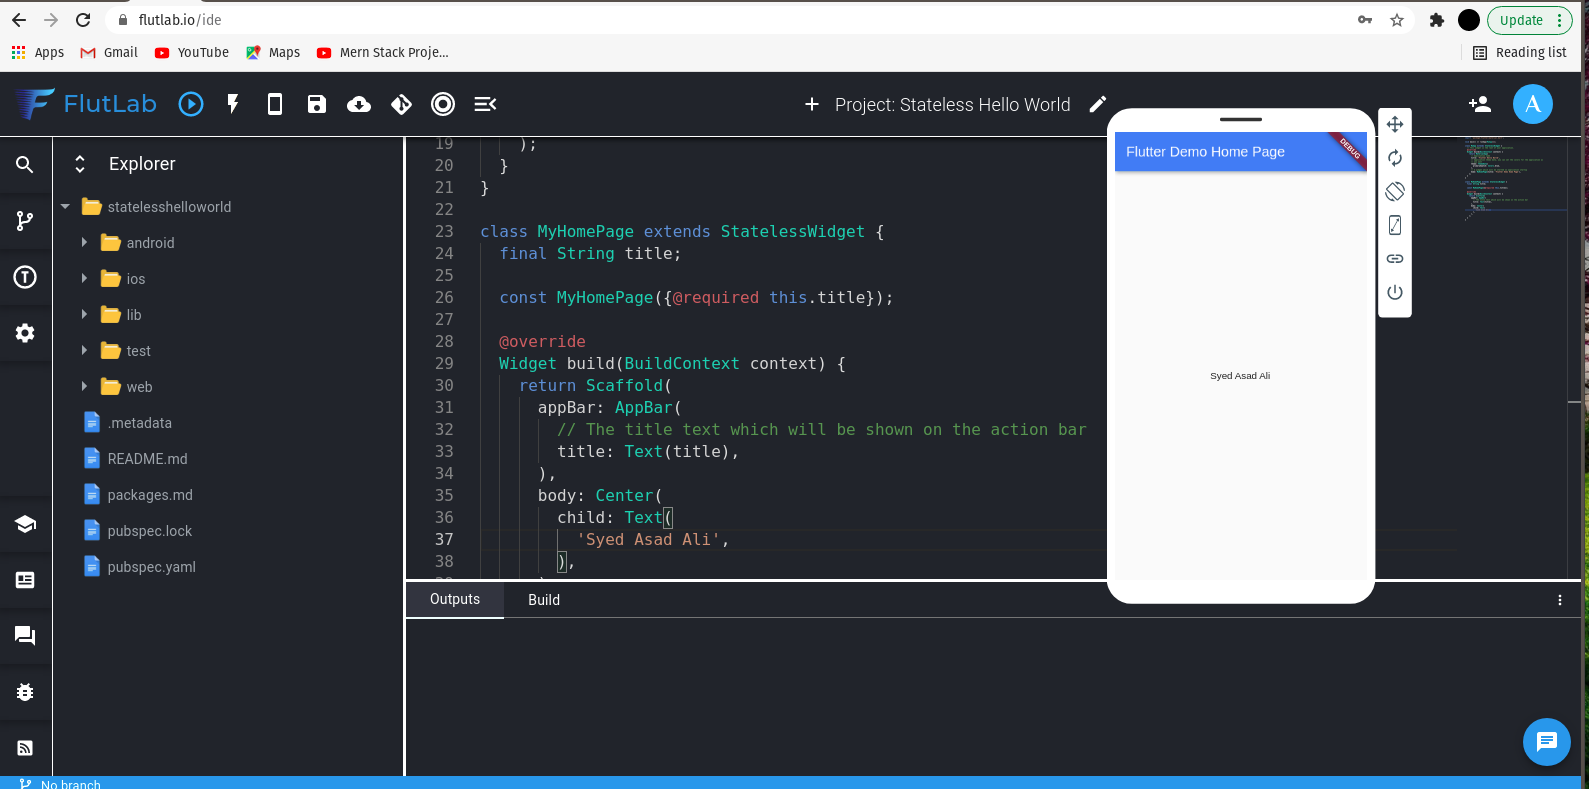 flutlab.io/ide
Update
Apps
Gmail
YouTube
Maps
Mern Stack Proje...
Reading list
FlutLab
Project: Stateless Hello World
A
Explorer
statelesshelloworld
android
ios
lib
test
web
.metadata
README.md
packages.md
pubspec.lock
pubspec.yaml
19 );
20 }
21 }
22
23 class MyHomePage extends StatelessWidget {
24 final String title;
25
26 const MyHomePage({@required this.title});
27
28 @override
29 Widget build(BuildContext context) {
30 return Scaffold(
31 appBar: AppBar(
32 // The title text which will be shown on the action bar
33 title: Text(title),
34 ),
35 body: Center(
36 child: Text(
37 'Syed Asad Ali',
38 ),
Flutter Demo Home Page
DEBUG
Syed Asad Ali
Outputs
Build
No branch